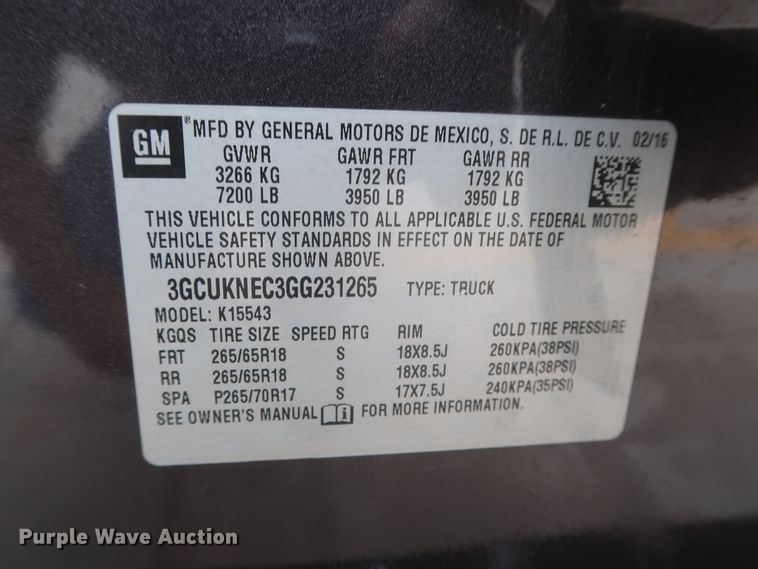 GM ® MFD BY GENERAL MOTORS DE MEXICO, S. DE R.L. DE C.V. 02/16
GVWR GAWR FRT GAWR RR
3266 KG 1792 KG 1792 KG
7200 LB 3950 LB 3950 LB
THIS VEHICLE CONFORMS TO ALL APPLICABLE U.S. FEDERAL MOTOR
VEHICLE SAFETY STANDARDS IN EFFECT ON THE DATE OF
MANUFACTURE SHOWN ABOVE.
3GCUKNEC3GG231265 TYPE: TRUCK
MODEL: K15543
KGQS TIRE SIZE SPEED RTG RIM COLD TIRE PRESSURE
FRT 265/65R18 S 18X8.5J 260KPA(38PSI)
RR 265/65R18 S 18X8.5J 260KPA(38PSI)
SPA P265/70R17 S 17X7.5J 240KPA(35PSI)
SEE OWNER'S MANUAL i FOR MORE INFORMATION.
Purple Wave Auction